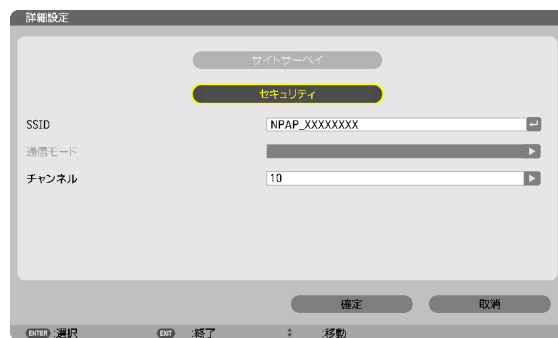 詳細設定
サイトサーベイ
セキュリティ
SSID NPAP_XXXXXXXX
通信モード
チャンネル 10
確定 取消
ENTER :選択 EXIT :終了 :移動